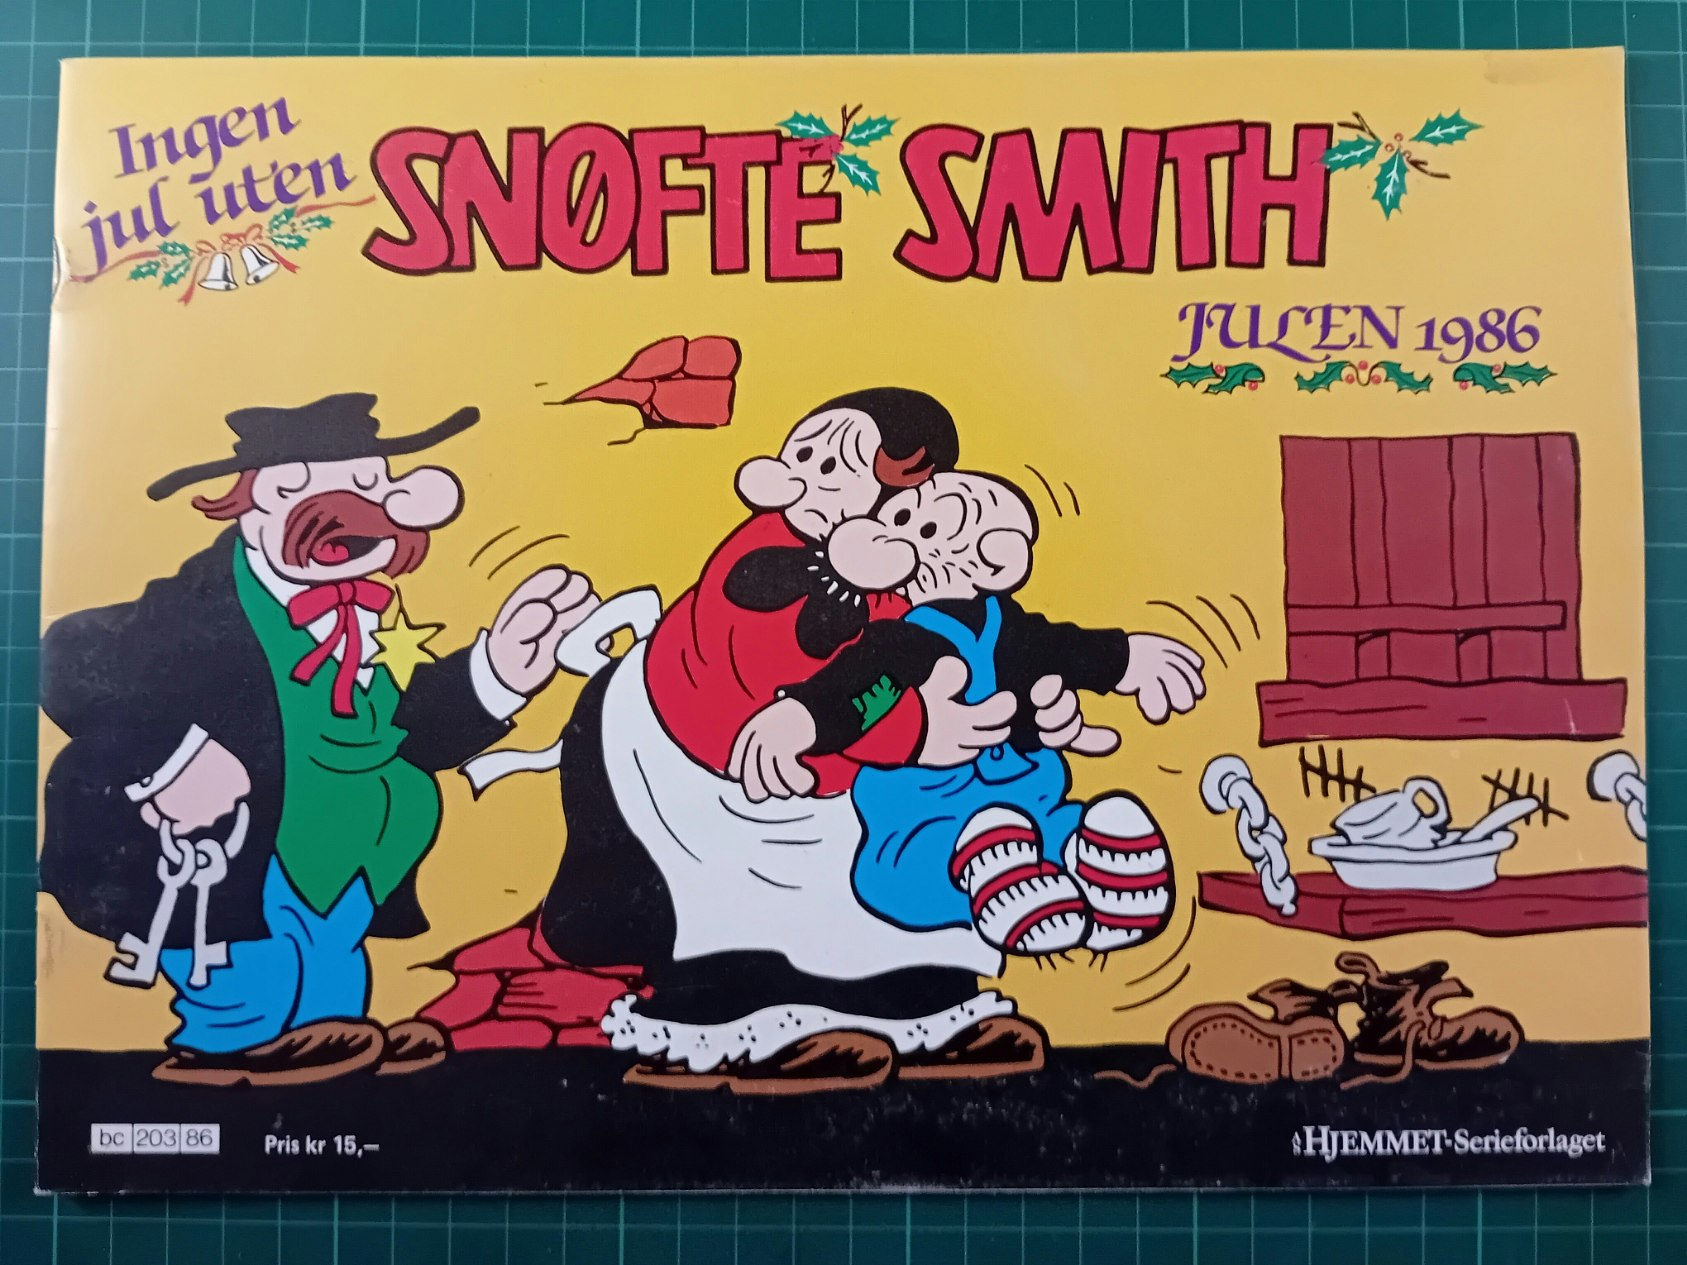 Ingen
jul uten
SNØFTE SMITH
JULEN 1986
bc 203 86
Pris kr 15,–
A/S HJEMMET-Serieforlaget